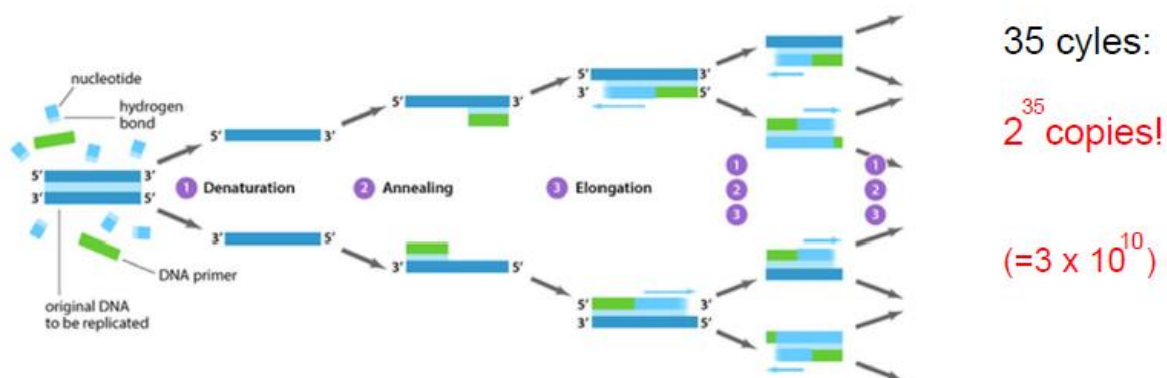 nucleotide
hydrogen
bond
5' 3'
3' 5'
DNA primer
original DNA
to be replicated
5' 3'
1 Denaturation
3' 5'
5' 3'
2 Annealing
3' 5'
5' 3'
3' 5'
3 Elongation
5' 3'
3' 5'
1
2
3
1
2
3
35 cyles:
2^35 copies!
(=3 x 10^10)